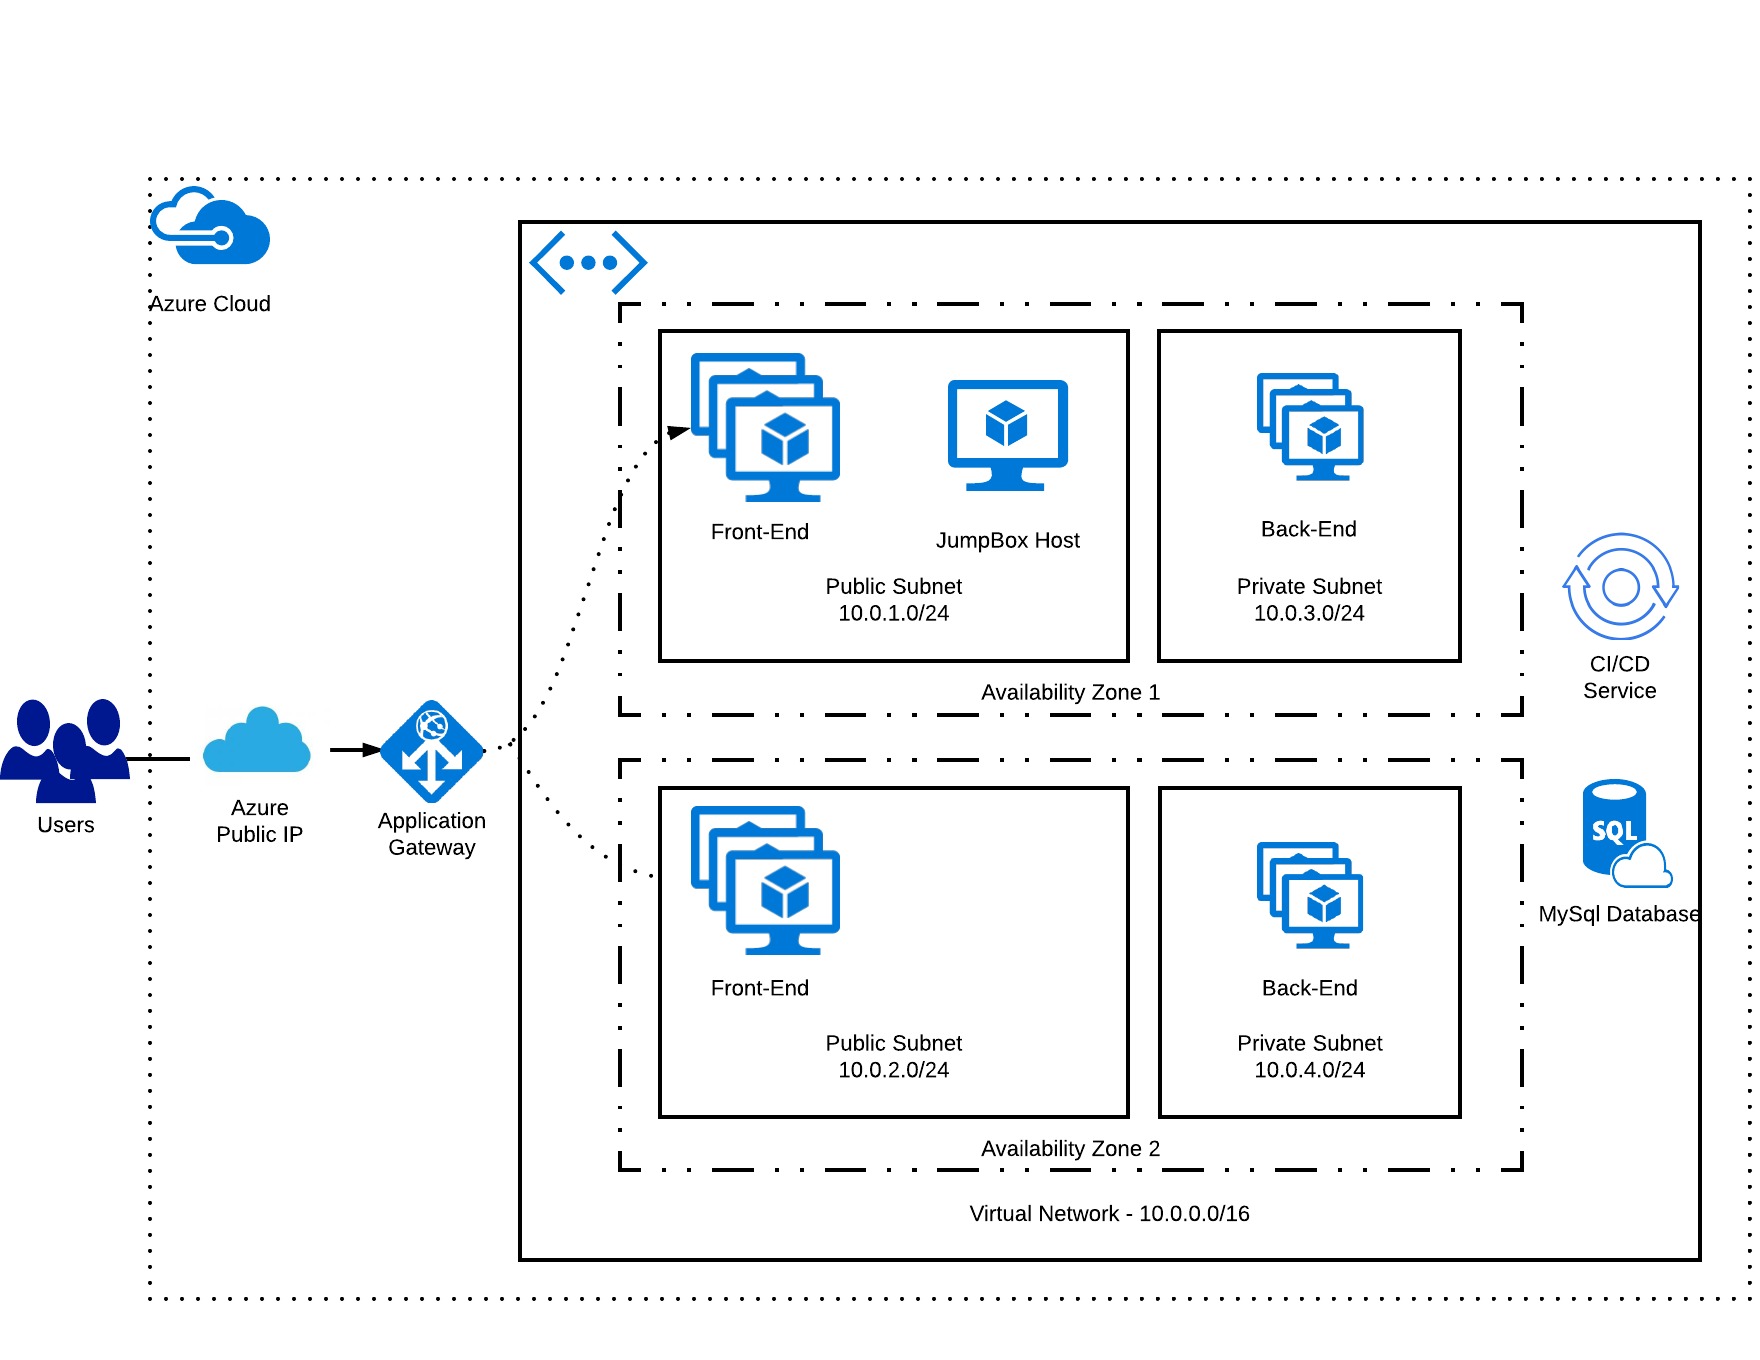 Azure Cloud
Front-End
JumpBox Host
Public Subnet
10.0.1.0/24
Back-End
Private Subnet
10.0.3.0/24
Availability Zone 1
CI/CD
Service
Users
Azure
Public IP
Application
Gateway
Front-End
Public Subnet
10.0.2.0/24
Back-End
Private Subnet
10.0.4.0/24
Availability Zone 2
SQL
MySql Database
Virtual Network - 10.0.0.0/16